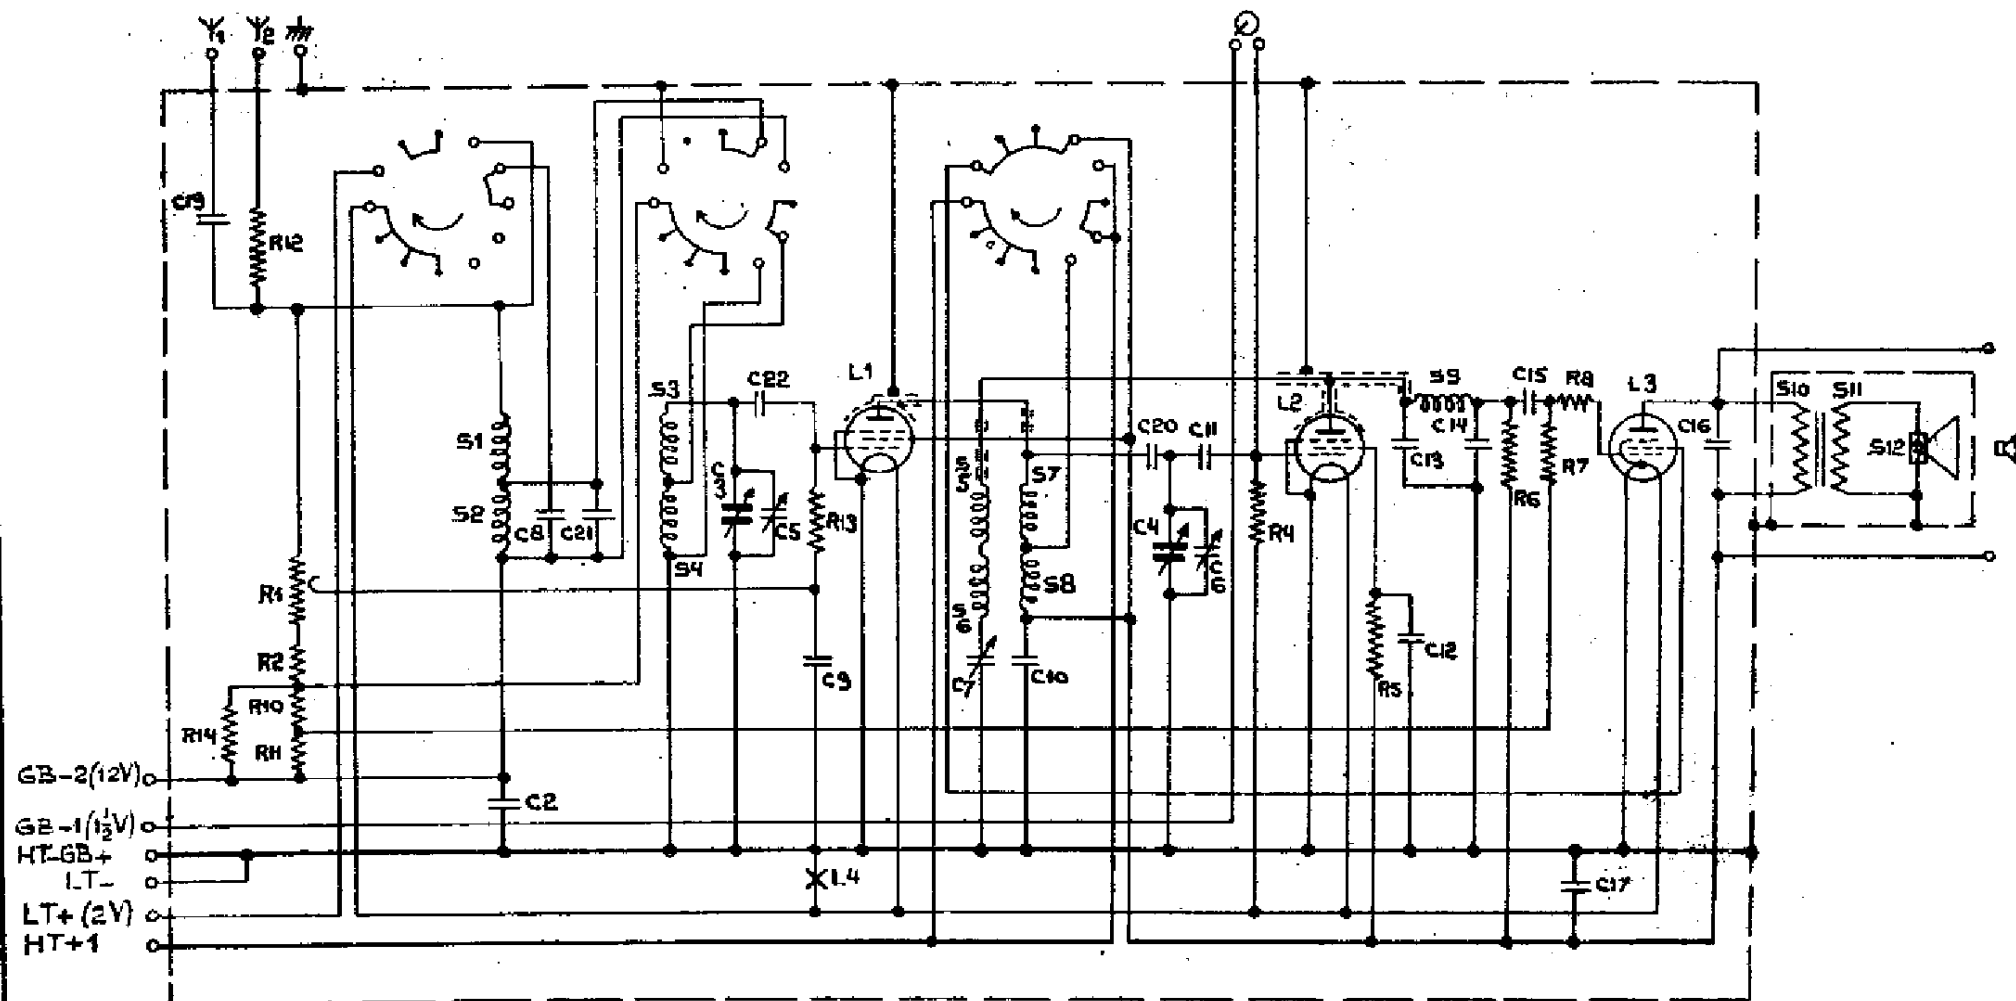 1
2
C19
R12
S1
S2
C8
C21
R1
R2
R10
R14
R11
GB-2(12V)
C2
GB-1(1½V)
HT-GB+
LT-
LT+(2V)
HT+1
S3
C22
L1
C3
C5
R13
S4
C9
L4
S5
S7
S6
S8
C7
C10
C20
C11
C4
C6
R4
L2
S9
C15
R8
L3
C14
C13
R6
R7
C16
S10
S11
S12
R5
C12
C17